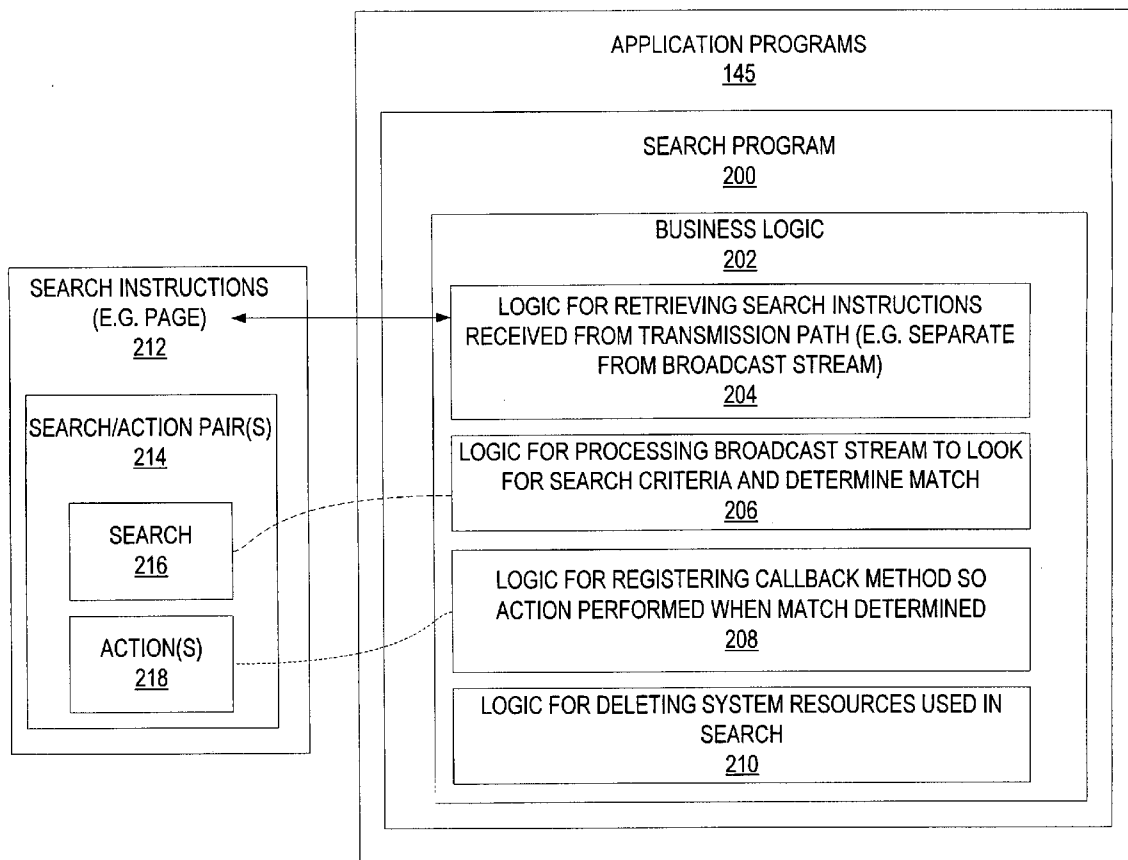 APPLICATION PROGRAMS
145
SEARCH PROGRAM
200
BUSINESS LOGIC
202
SEARCH INSTRUCTIONS
(E.G. PAGE)
212
LOGIC FOR RETRIEVING SEARCH INSTRUCTIONS
RECEIVED FROM TRANSMISSION PATH (E.G. SEPARATE
FROM BROADCAST STREAM)
204
SEARCH/ACTION PAIR(S)
214
LOGIC FOR PROCESSING BROADCAST STREAM TO LOOK
FOR SEARCH CRITERIA AND DETERMINE MATCH
206
SEARCH
216
LOGIC FOR REGISTERING CALLBACK METHOD SO
ACTION PERFORMED WHEN MATCH DETERMINED
208
ACTION(S)
218
LOGIC FOR DELETING SYSTEM RESOURCES USED IN
SEARCH
210